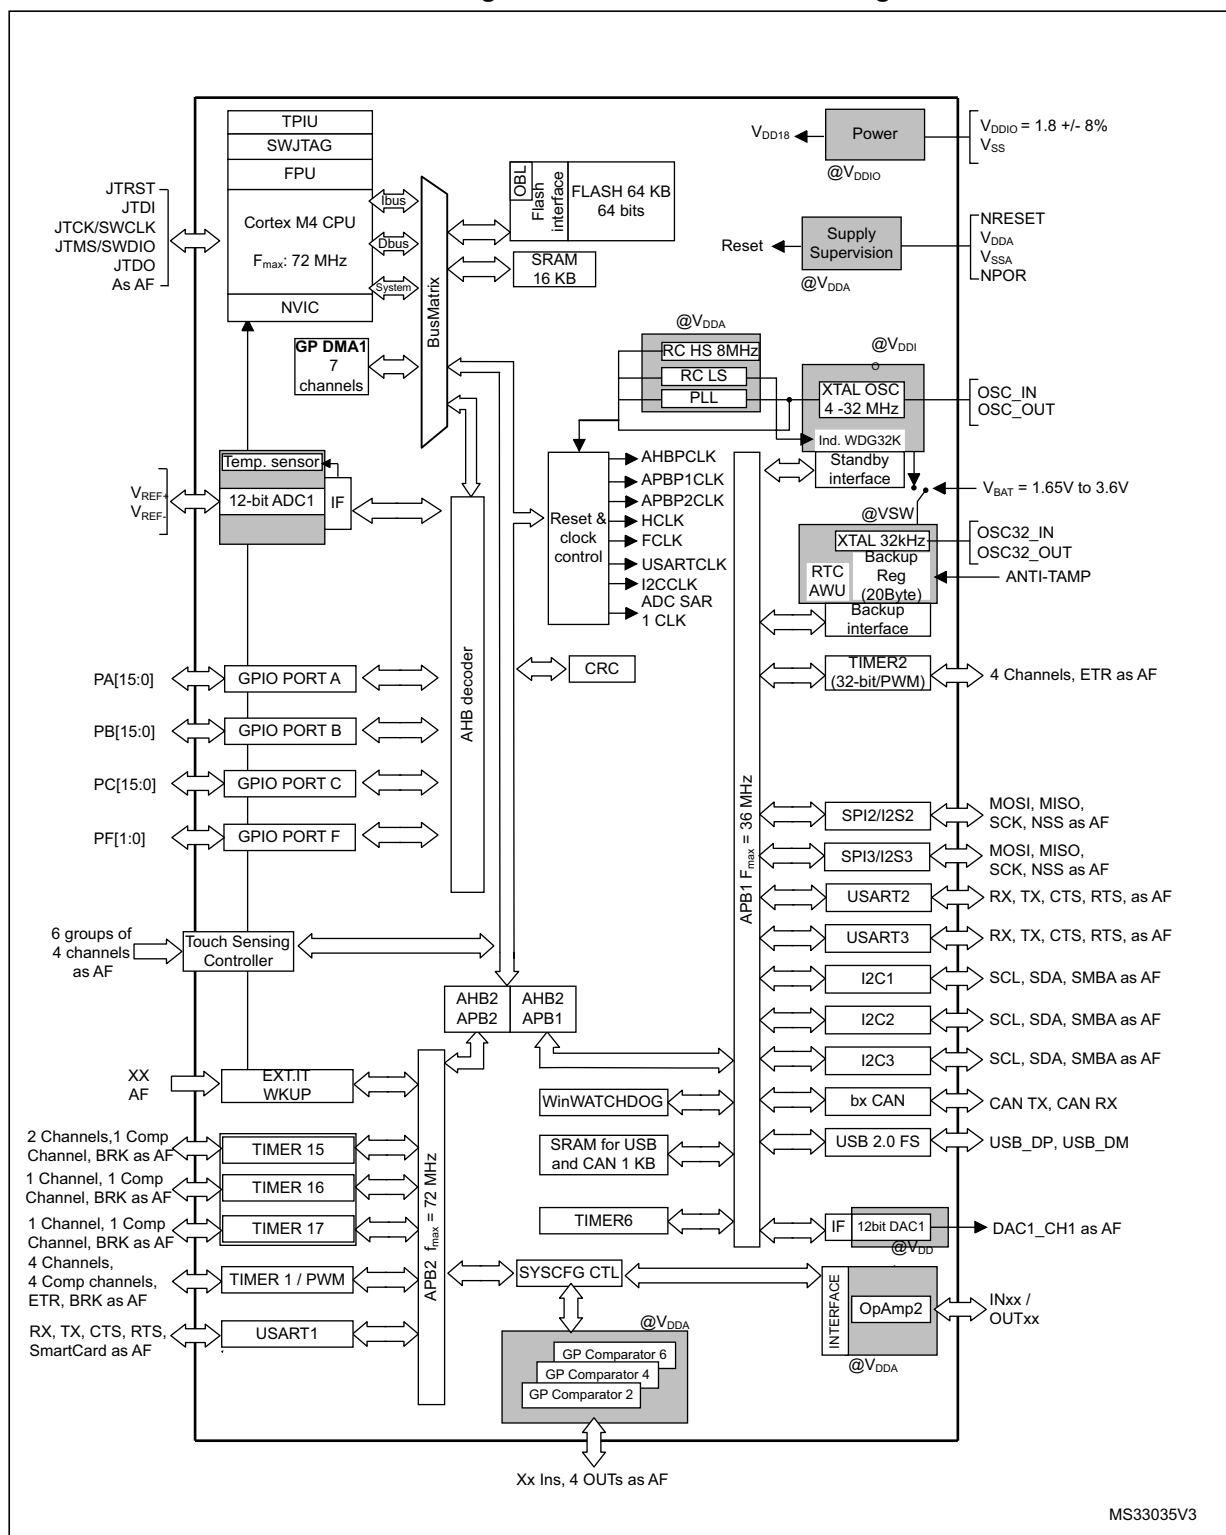 TPIU
SWJTAG
FPU
Cortex M4 CPU
Fmax: 72 MHz
NVIC
JTRST
JTDI
JTCK/SWCLK
JTMS/SWDIO
JTDO
As AF
Ibus
Dbus
System
BusMatrix
OBL
Flash
interface
FLASH 64 KB
64 bits
SRAM
16 KB
GP DMA1
7
channels
VDD18
Power
VDDIO = 1.8 +/- 8%
VSS
@VDDIO
Reset
Supply
Supervision
@VDDA
NRESET
VDDA
VSSA
NPOR
@VDDA
RC HS 8MHz
RC LS
PLL
@VDDI
O
XTAL OSC
4 -32 MHz
Ind. WDG32K
Standby
interface
OSC_IN
OSC_OUT
VBAT = 1.65V to 3.6V
@VSW
XTAL 32kHz
RTC
AWU
Backup
Reg
(20Byte)
Backup
interface
OSC32_IN
OSC32_OUT
ANTI-TAMP
Temp. sensor
12-bit ADC1
IF
VREF+
VREF-
Reset &
clock
control
AHBPCLK
APBP1CLK
APBP2CLK
HCLK
FCLK
USARTCLK
I2CCLK
ADC SAR
1 CLK
AHB decoder
CRC
PA[15:0]
GPIO PORT A
PB[15:0]
GPIO PORT B
PC[15:0]
GPIO PORT C
PF[1:0]
GPIO PORT F
6 groups of
4 channels
as AF
Touch Sensing
Controller
AHB2
APB2
AHB2
APB1
APB1 Fmax = 36 MHz
TIMER2
(32-bit/PWM)
4 Channels, ETR as AF
SPI2/I2S2
MOSI, MISO,
SCK, NSS as AF
SPI3/I2S3
MOSI, MISO,
SCK, NSS as AF
USART2
RX, TX, CTS, RTS, as AF
USART3
RX, TX, CTS, RTS, as AF
I2C1
SCL, SDA, SMBA as AF
I2C2
SCL, SDA, SMBA as AF
I2C3
SCL, SDA, SMBA as AF
bx CAN
CAN TX, CAN RX
USB 2.0 FS
USB_DP, USB_DM
IF
12bit DAC1
DAC1_CH1 as AF
@VDD
WinWATCHDOG
SRAM for USB
and CAN 1 KB
TIMER6
XX
AF
EXT.IT
WKUP
2 Channels,1 Comp
Channel, BRK as AF
TIMER 15
1 Channel, 1 Comp
Channel, BRK as AF
TIMER 16
1 Channel, 1 Comp
Channel, BRK as AF
TIMER 17
4 Channels,
4 Comp channels,
ETR, BRK as AF
TIMER 1 / PWM
RX, TX, CTS, RTS,
SmartCard as AF
USART1
APB2 fmax = 72 MHz
SYSCFG CTL
INTERFACE
OpAmp2
INxx /
OUTxx
@VDDA
@VDDA
GP Comparator 6
GP Comparator 4
GP Comparator 2
Xx Ins, 4 OUTs as AF
MS33035V3